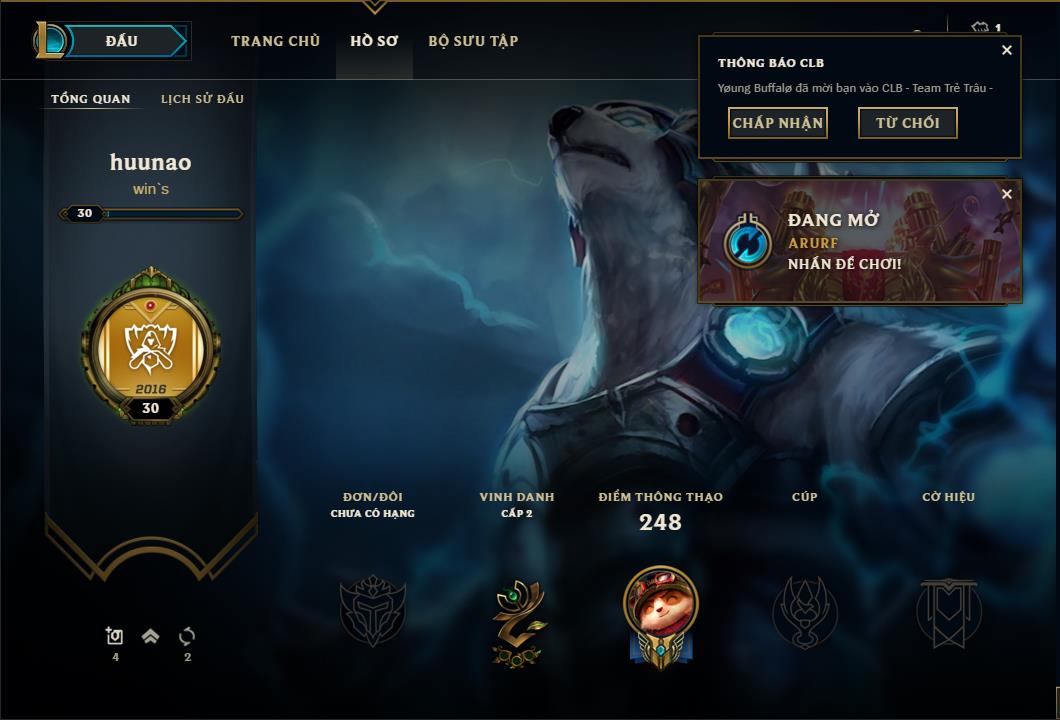 ĐẤU
TRANG CHỦ
HỒ SƠ
BỘ SƯU TẬP
1
THÔNG BÁO CLB
Yøung Buffalø đã mời bạn vào CLB - Team Trẻ Trâu -
CHẤP NHẬN
TỪ CHỐI
TỔNG QUAN
LỊCH SỬ ĐẤU
huunao
win`s
30
ĐANG MỞ
ARURF
NHẤN ĐỂ CHƠI!
2016
30
ĐƠN/ĐÔI
CHƯA CÓ HẠNG
VINH DANH
CẤP 2
ĐIỂM THÔNG THẠO
248
CÚP
CỜ HIỆU
4
2